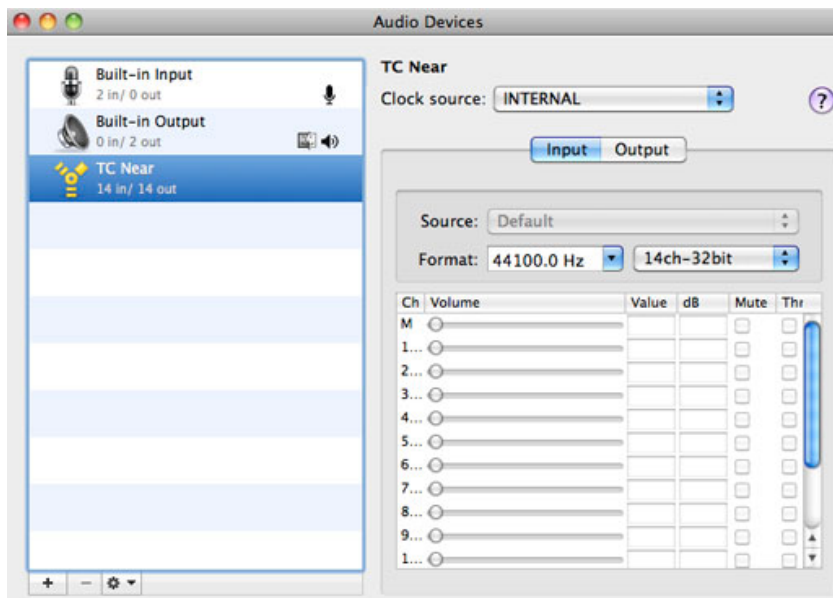 Audio Devices
Built-in Input
2 in/ 0 out
Built-in Output
0 in/ 2 out
TC Near
14 in/ 14 out
TC Near
Clock source: INTERNAL
?
Input Output
Source: Default
Format: 44100.0 Hz 14ch-32bit
Ch Volume Value dB Mute Thr
M
1...
2...
3...
4...
5...
6...
7...
8...
9...
1...